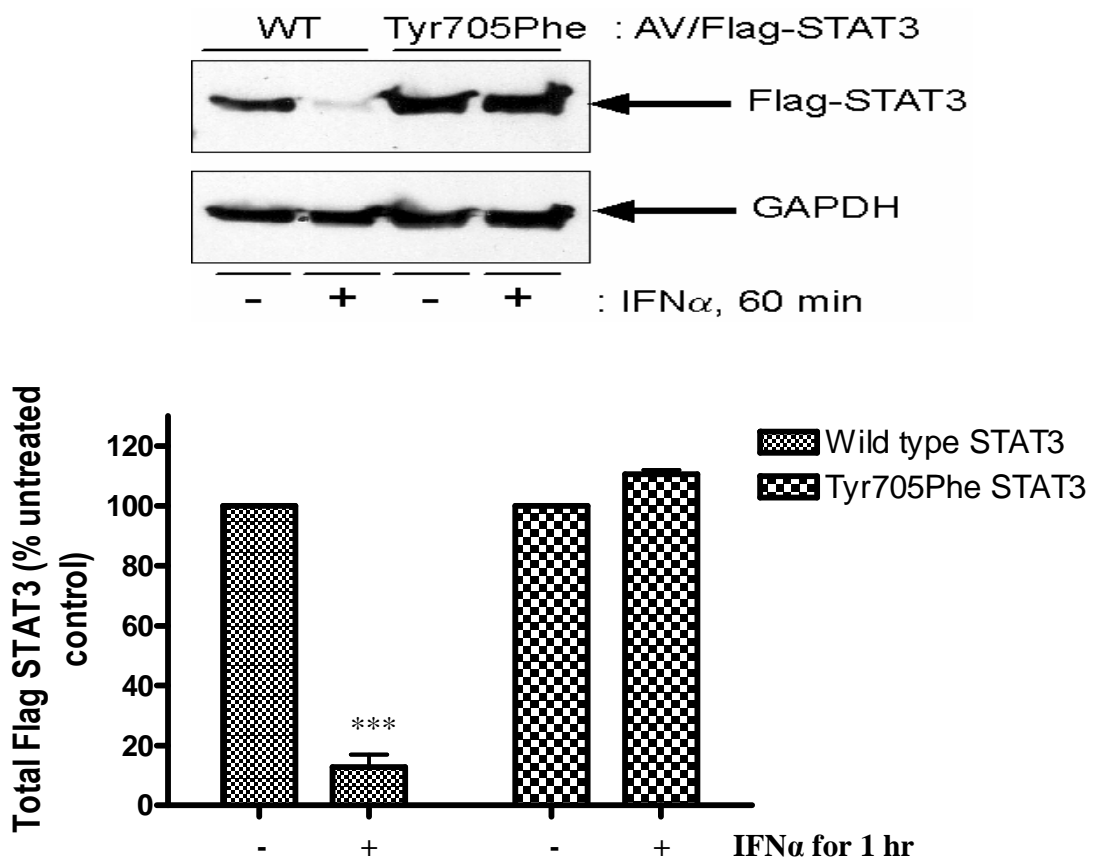 WT Tyr705Phe : AV/Flag-STAT3
Flag-STAT3
GAPDH
- + - + : IFNα, 60 min
Total Flag STAT3 (% untreated
control)
120
100
80
60
40
20
0
***
Wild type STAT3
Tyr705Phe STAT3
- + - + IFNα for 1 hr